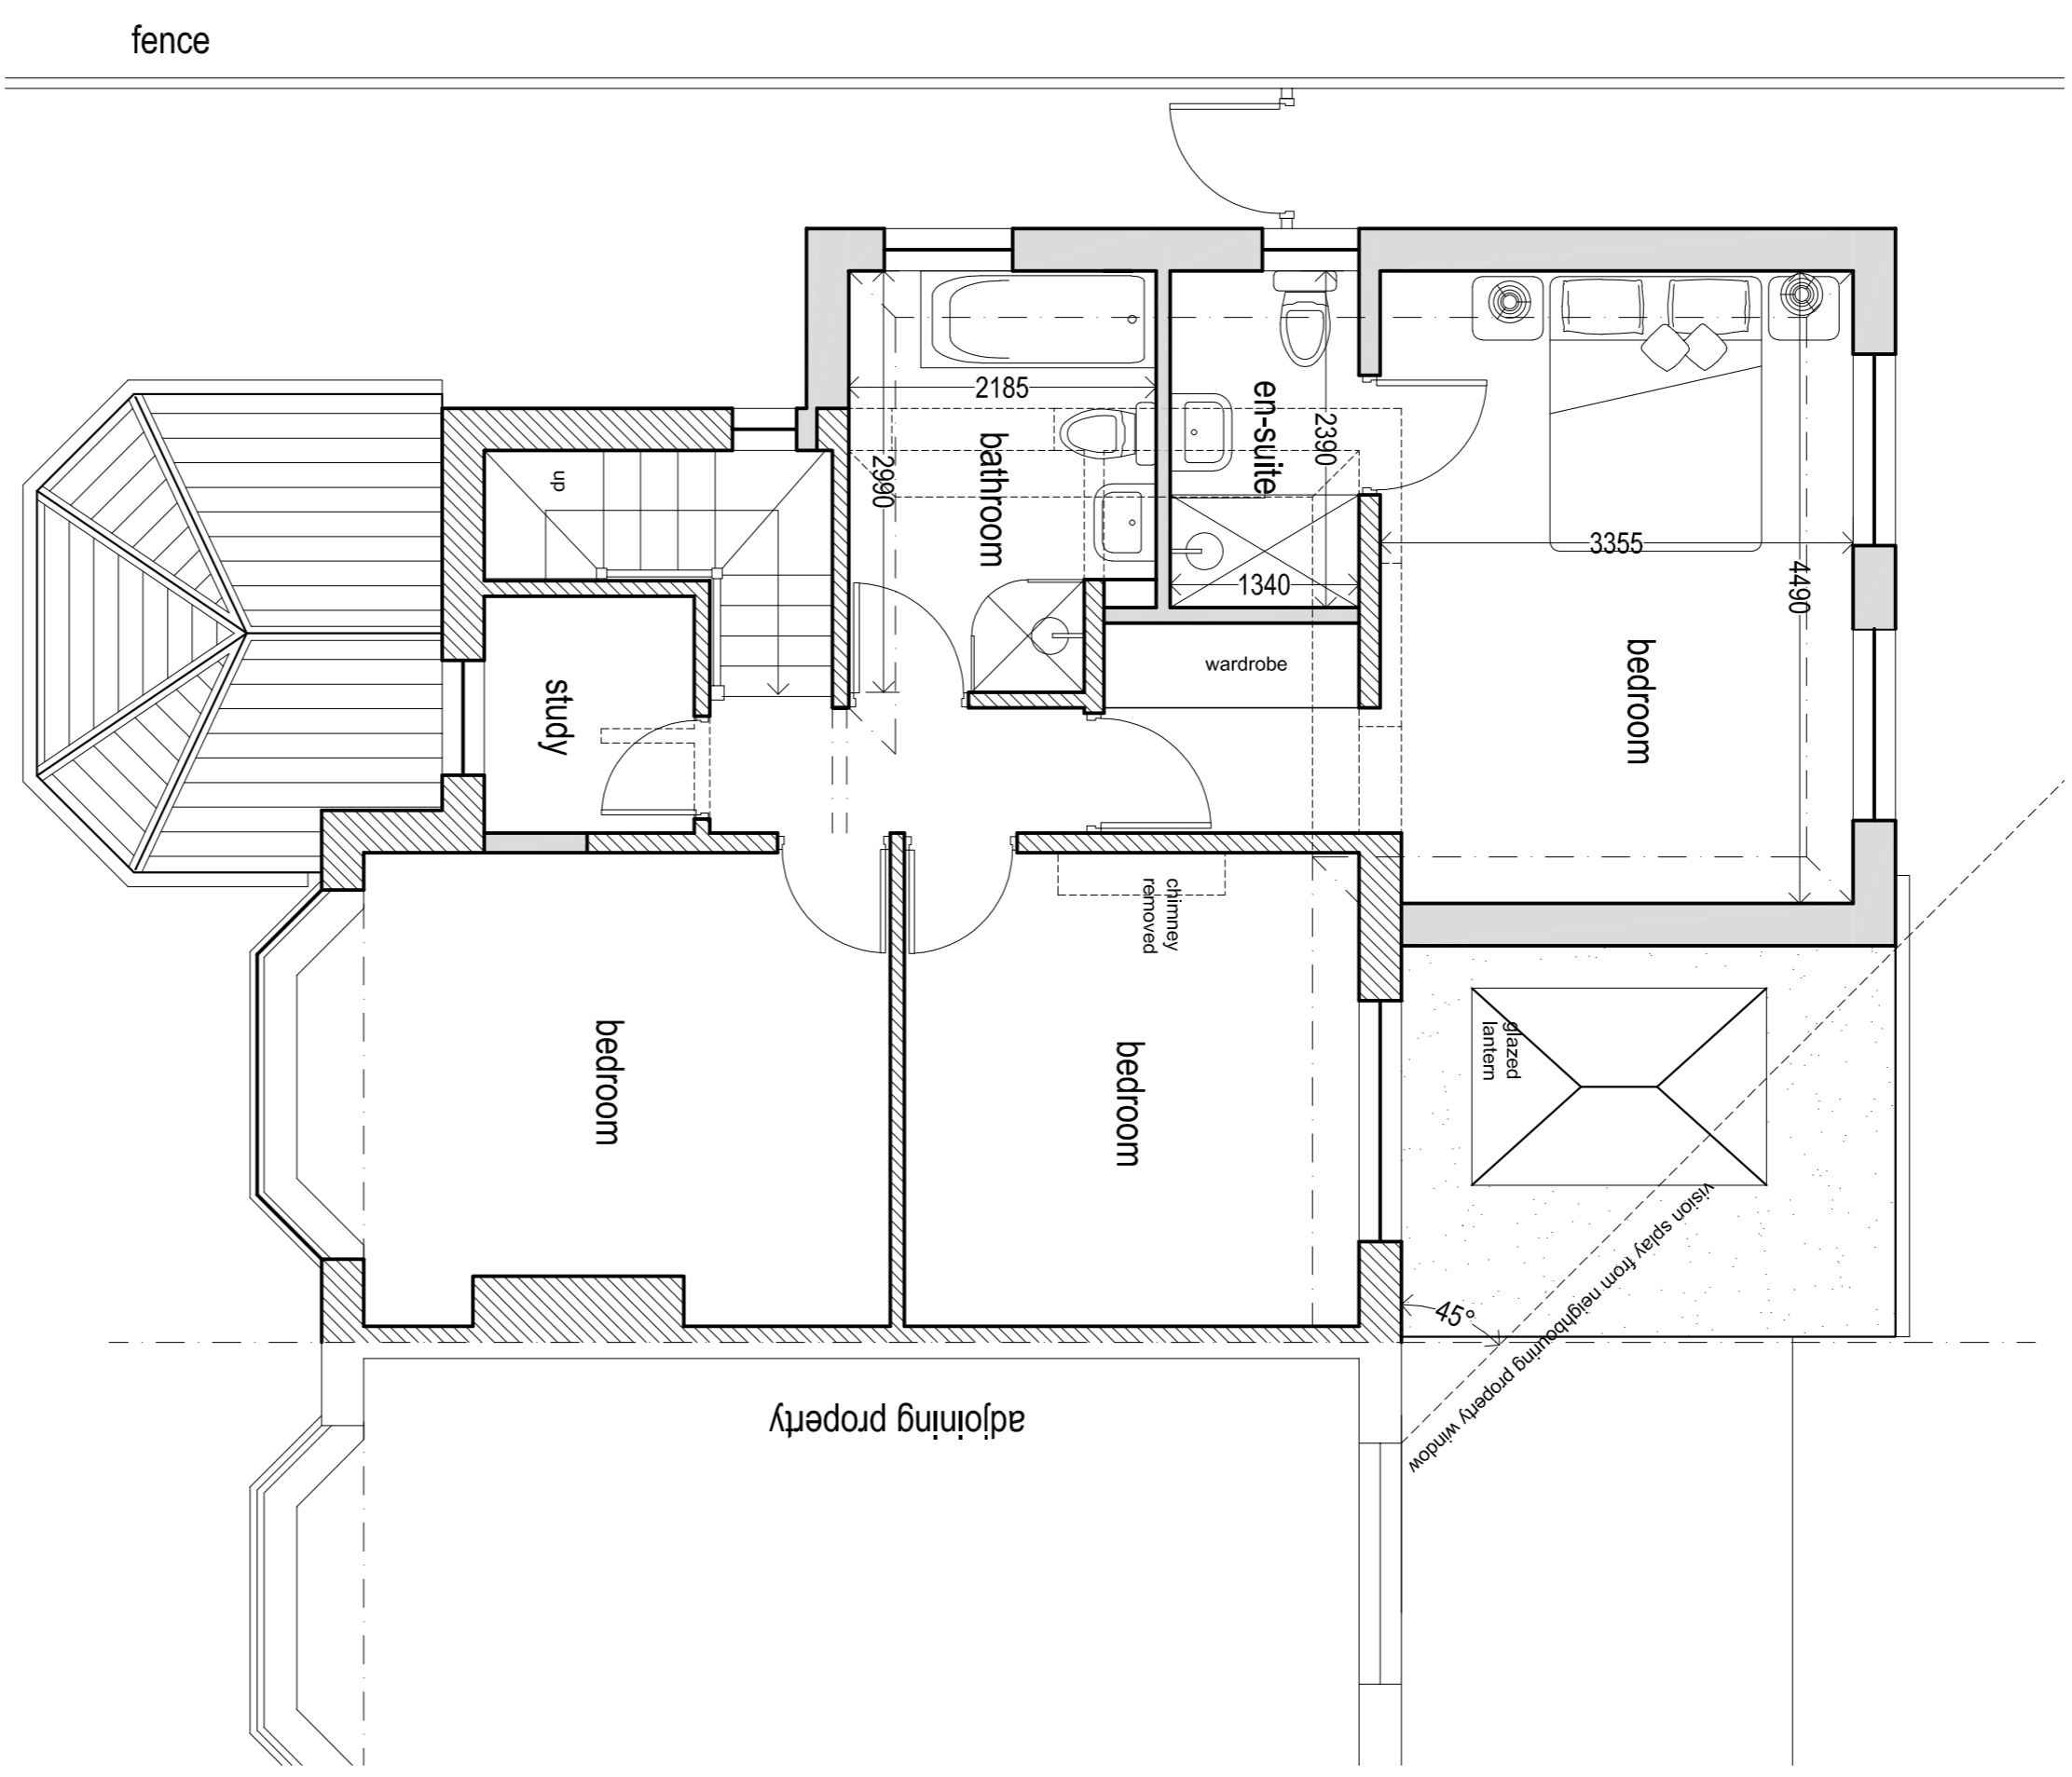 fence
2185
bathroom
2990
en-suite
2390
1340
3355
4490
bedroom
up
study
wardrobe
chimney
removed
bedroom
bedroom
glazed
lantern
vision splay from neighbouring property window
45°
adjoining property